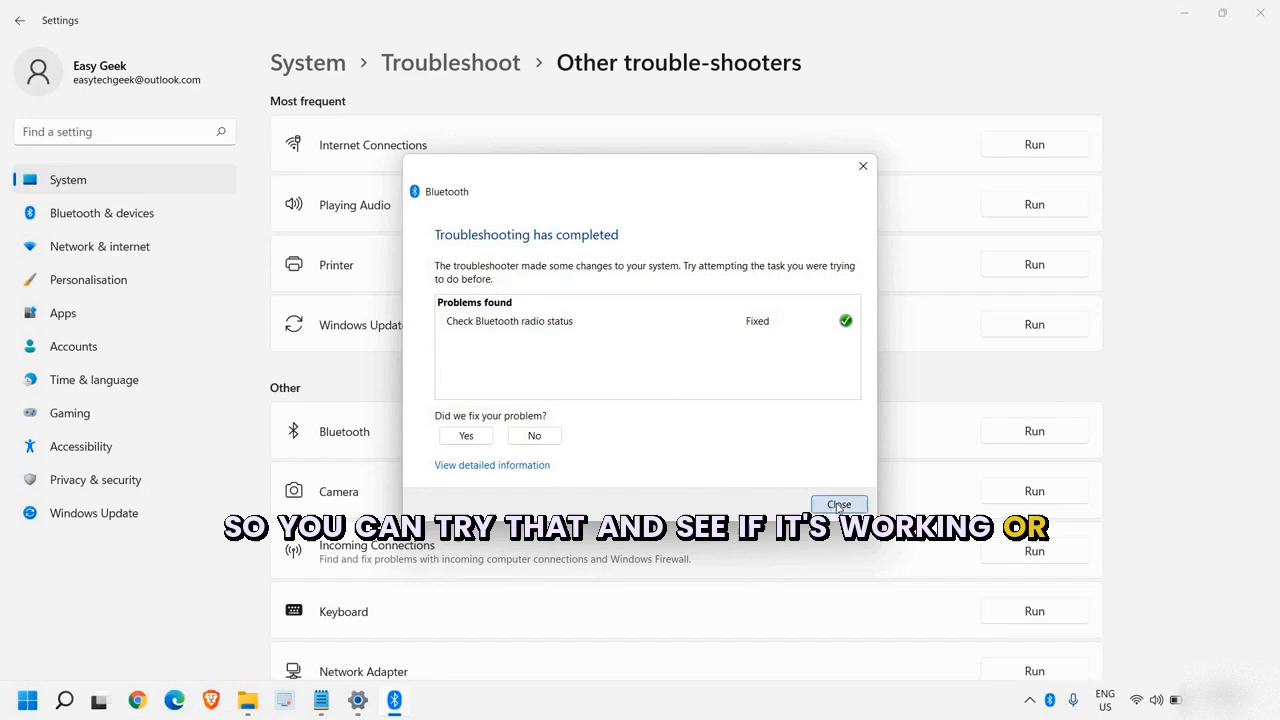 Settings
Easy Geek
easytechgeek@outlook.com
Find a setting
System
Bluetooth & devices
Network & internet
Personalisation
Apps
Accounts
Time & language
Gaming
Accessibility
Privacy & security
Windows Update
System > Troubleshoot > Other trouble-shooters
Most frequent
Internet Connections Run
Playing Audio Run
Printer Run
Windows Updat Run
Other
Bluetooth Run
Camera Run
Incoming Connections Run
Find and fix problems with incoming computer connections and Windows Firewall.
Keyboard Run
Network Adapter Run
Bluetooth
Troubleshooting has completed
The troubleshooter made some changes to your system. Try attempting the task you were trying
to do before.
Problems found
Check Bluetooth radio status Fixed
Did we fix your problem?
Yes No
View detailed information
Close
SO YOU CAN TRY THAT AND SEE IF IT'S WORKING OR
ENG
US